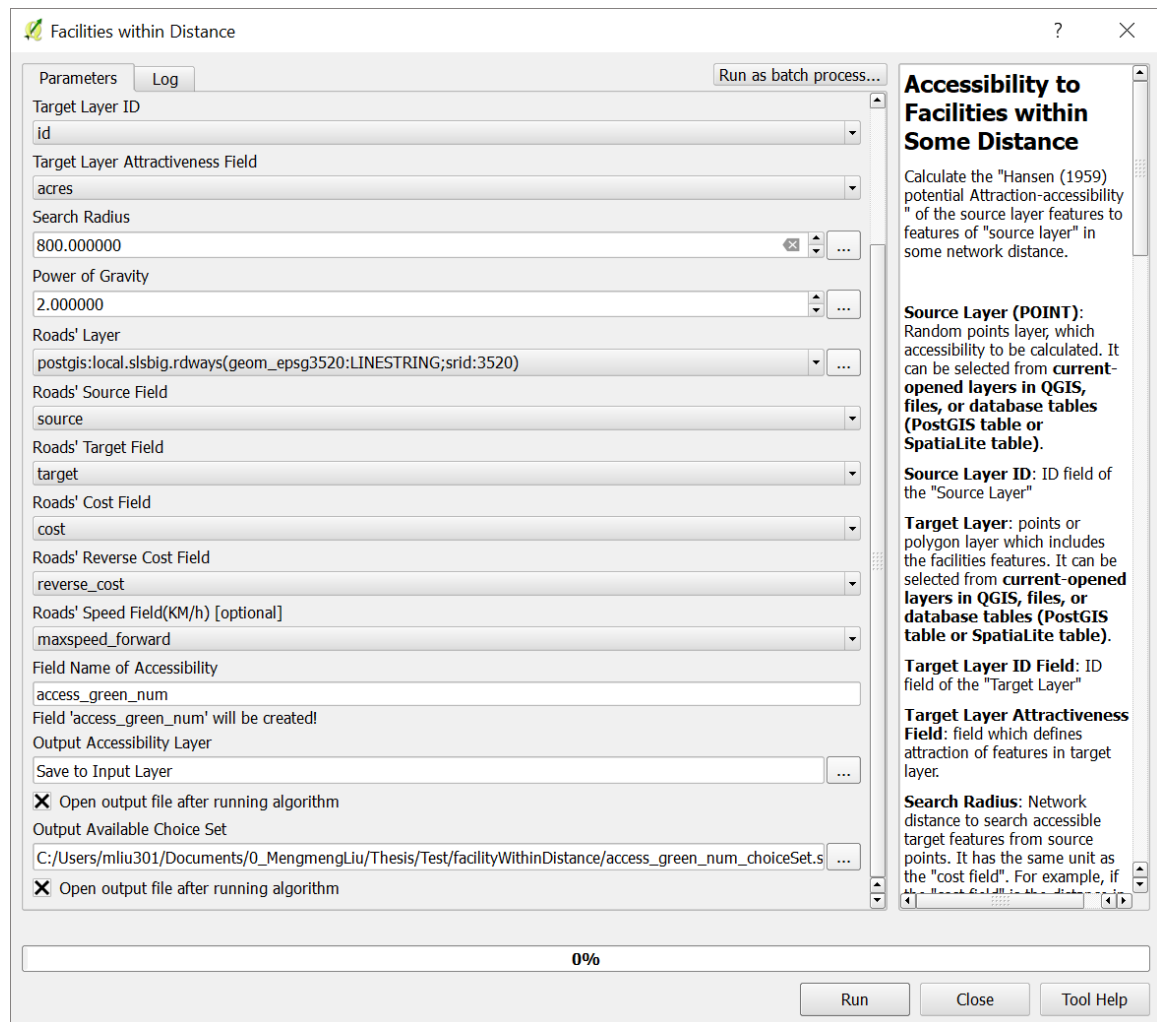 Facilities within Distance
?
Parameters
Log
Run as batch process...
Target Layer ID
id
Target Layer Attractiveness Field
acres
Search Radius
800.000000
...
Power of Gravity
2.000000
...
Roads' Layer
postgis:local.slsbig.rdways(geom_epsg3520:LINESTRING;srid:3520)
...
Roads' Source Field
source
Roads' Target Field
target
Roads' Cost Field
cost
Roads' Reverse Cost Field
reverse_cost
Roads' Speed Field(KM/h) [optional]
maxspeed_forward
Field Name of Accessibility
access_green_num
Field 'access_green_num' will be created!
Output Accessibility Layer
Save to Input Layer
...
Open output file after running algorithm
Output Available Choice Set
C:/Users/mliu301/Documents/0_MengmengLiu/Thesis/Test/facilityWithinDistance/access_green_num_choiceSet.s
...
Open output file after running algorithm
Accessibility to
Facilities within
Some Distance
Calculate the "Hansen (1959)
potential Attraction-accessibility
" of the source layer features to
features of "source layer" in
some network distance.
Source Layer (POINT):
Random points layer, which
accessibility to be calculated. It
can be selected from current-
opened layers in QGIS,
files, or database tables
(PostGIS table or
SpatiaLite table).
Source Layer ID: ID field of
the "Source Layer"
Target Layer: points or
polygon layer which includes
the facilities features. It can be
selected from current-opened
layers in QGIS, files, or
database tables (PostGIS
table or SpatiaLite table).
Target Layer ID Field: ID
field of the "Target Layer"
Target Layer Attractiveness
Field: field which defines
attraction of features in target
layer.
Search Radius: Network
distance to search accessible
target features from source
points. It has the same unit as
the "cost field". For example, if
the "cost field" is the distance in
0%
Run
Close
Tool Help